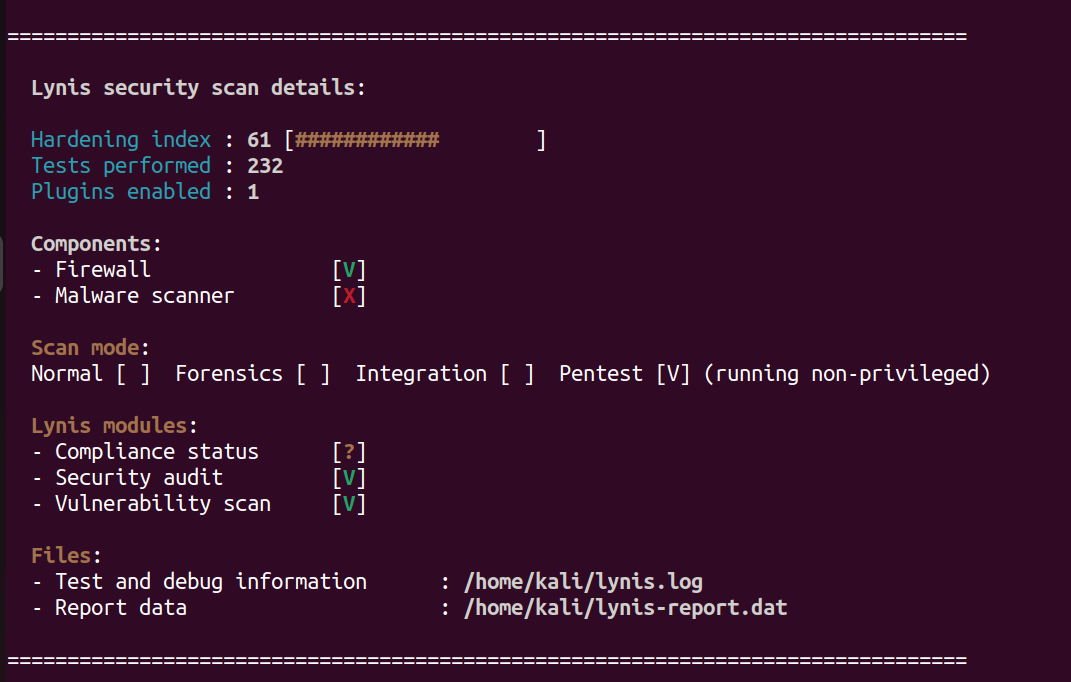 ================================================================================
Lynis security scan details:
Hardening index : 61 [############        ]
Tests performed : 232
Plugins enabled : 1
Components:
- Firewall               [V]
- Malware scanner        [X]
Scan mode:
Normal [ ]  Forensics [ ]  Integration [ ]  Pentest [V] (running non-privileged)
Lynis modules:
- Compliance status      [?]
- Security audit         [V]
- Vulnerability scan     [V]
Files:
- Test and debug information      : /home/kali/lynis.log
- Report data                     : /home/kali/lynis-report.dat
================================================================================